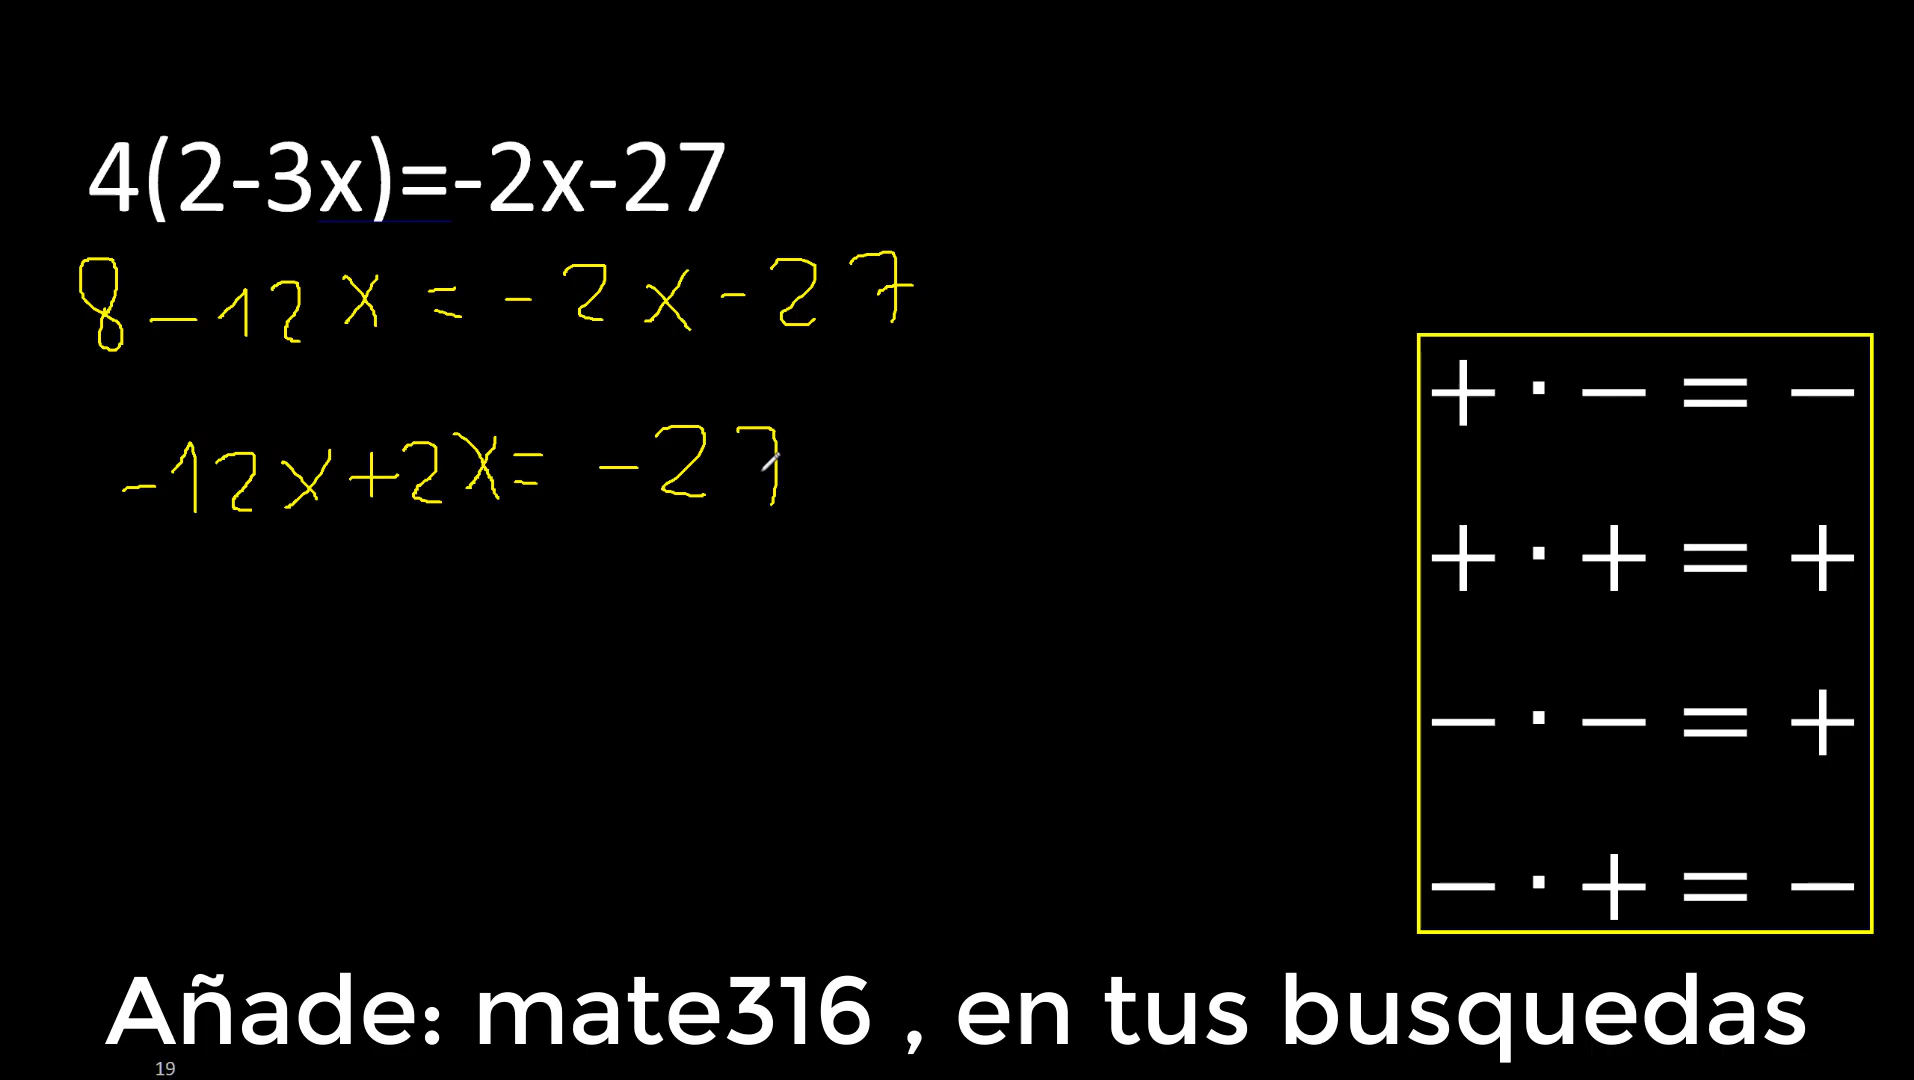 4(2-3x)=-2x-27
8-12x=-2x-27
-12x+2x=-27
+ · - = -
+ · + = +
- · - = +
- · + = -
Añade: mate316 , en tus busquedas
19